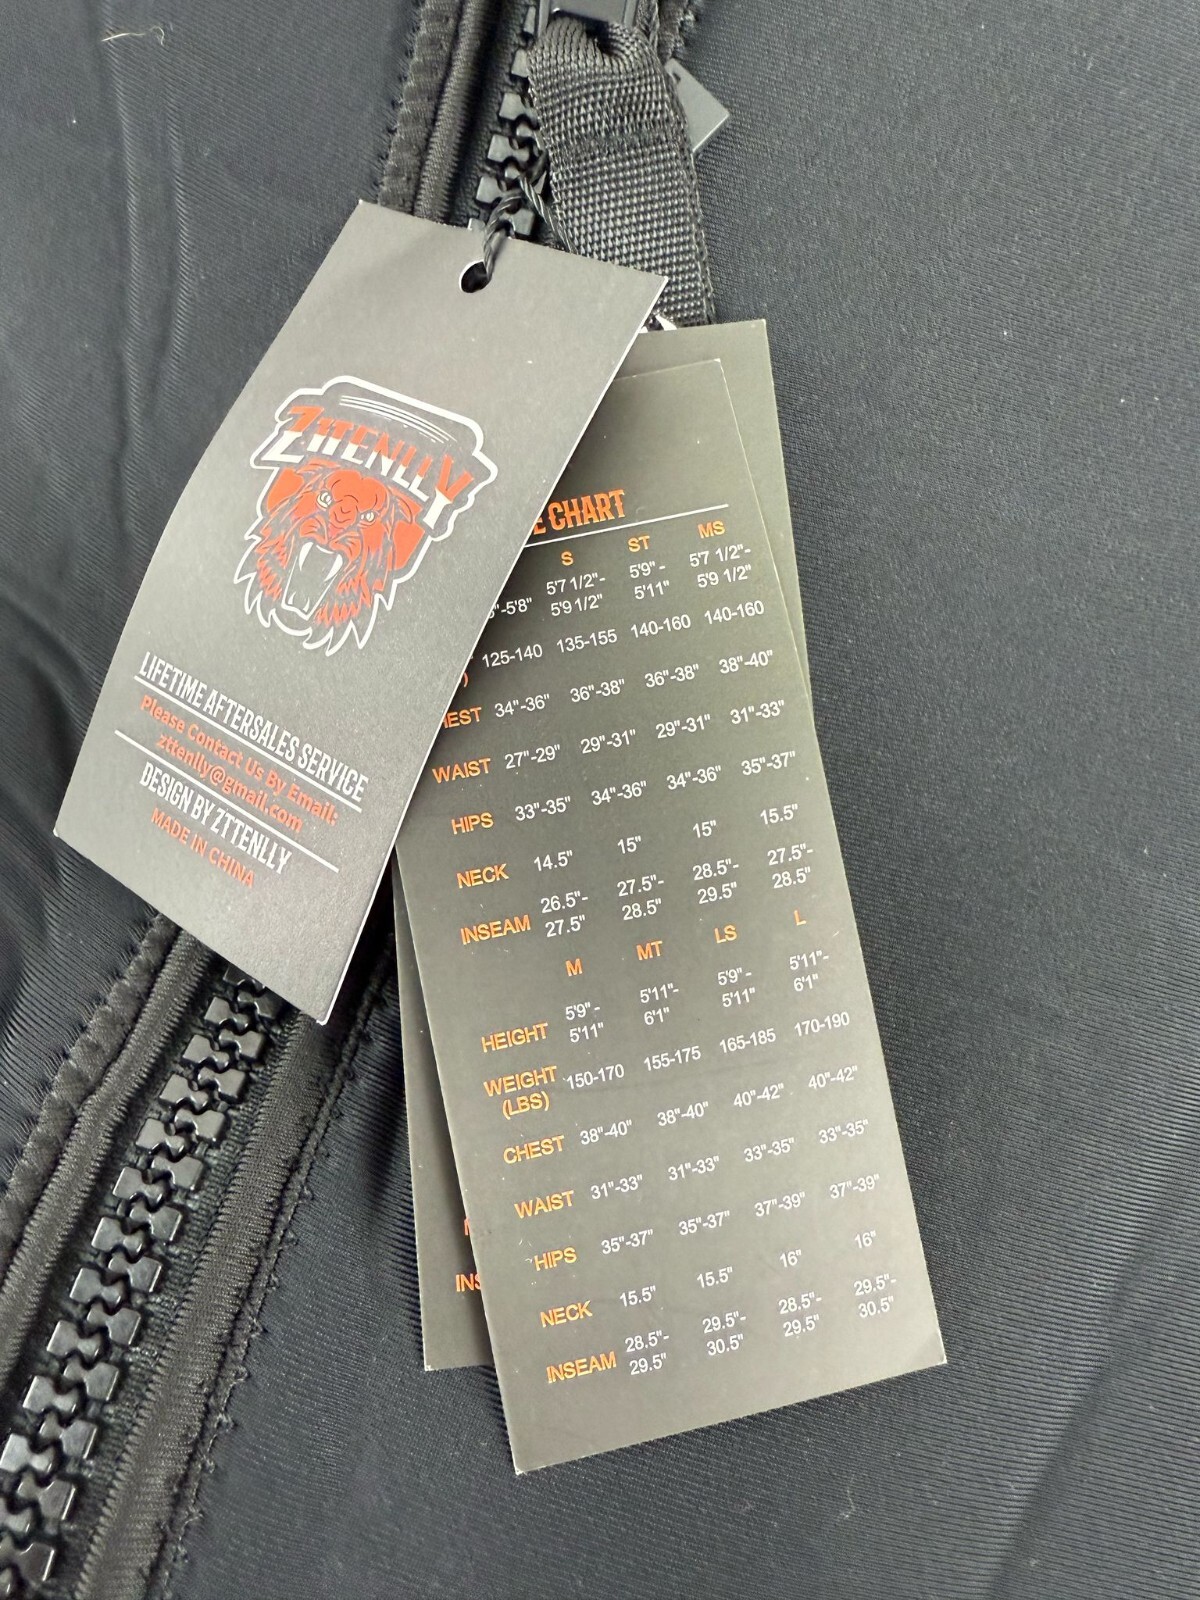 ZTTENLLY
LIFETIME AFTERSALES SERVICE
Please Contact Us By Email:
zttenlly@gmail.com
DESIGN BY ZTTENLLY
MADE IN CHINA
CHART
S ST MS
5'7 1/2"- 5'9"- 5'7 1/2"-
-5'8" 5'9 1/2" 5'11" 5'9 1/2"
125-140 135-155 140-160 140-160
34"-36" 36"-38" 36"-38" 38"-40"
WAIST 27"-29" 29"-31" 29"-31" 31"-33"
HIPS 33"-35" 34"-36" 34"-36" 35"-37"
NECK 14.5" 15" 15" 15.5"
26.5"- 27.5"- 28.5"- 27.5"-
INSEAM 27.5" 28.5" 29.5" 28.5"
M MT LS L
5'9"- 5'11"- 5'9"- 5'11"-
HEIGHT 5'11" 6'1" 5'11" 6'1"
WEIGHT 150-170 155-175 165-185 170-190
(LBS)
CHEST 38"-40" 38"-40" 40"-42" 40"-42"
WAIST 31"-33" 31"-33" 33"-35" 33"-35"
HIPS 35"-37" 35"-37" 37"-39" 37"-39"
NECK 15.5" 15.5" 16" 16"
28.5"- 29.5"- 28.5"- 29.5"-
INSEAM 29.5" 30.5" 29.5" 30.5"